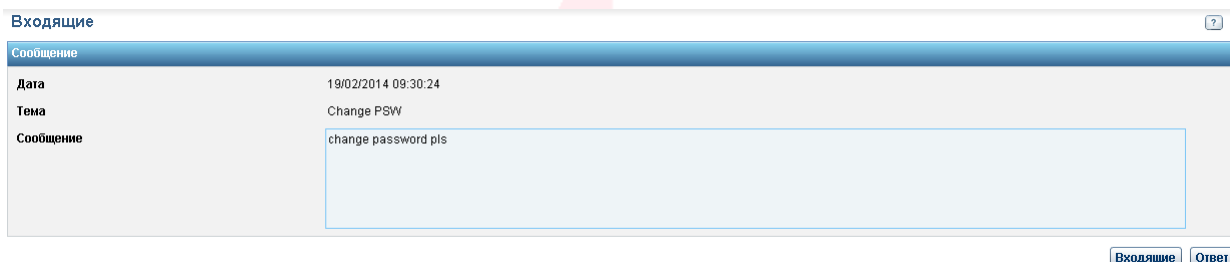 Входящие
?
Сообщение
Дата 19/02/2014 09:30:24
Тема Change PSW
Сообщение change password pls
Входящие Ответ